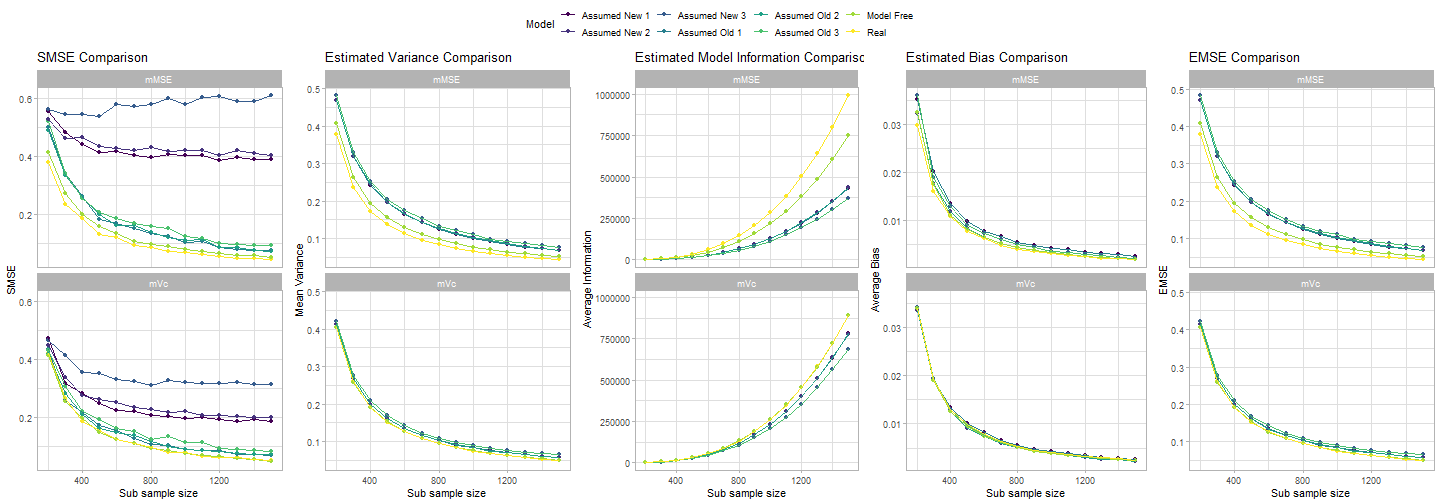 Model Assumed New 1 Assumed New 3 Assumed Old 2 Model Free
Assumed New 2 Assumed Old 1 Assumed Old 3 Real
SMSE Comparison
mMSE
0.6
0.4
0.2
mVc
0.6
0.4
0.2
SMSE
400 800 1200
Sub sample size
Estimated Variance Comparison
mMSE
0.5
0.4
0.3
0.2
0.1
mVc
0.5
0.4
0.3
0.2
0.1
Mean Variance
400 800 1200
Sub sample size
Estimated Model Information Comparisc
mMSE
1000000
750000
500000
250000
0
mVc
1000000
750000
500000
250000
0
Average Information
400 800 1200
Sub sample size
Estimated Bias Comparison
mMSE
0.03
0.02
0.01
mVc
0.03
0.02
0.01
Average Bias
400 800 1200
Sub sample size
EMSE Comparison
mMSE
0.5
0.4
0.3
0.2
0.1
mVc
0.5
0.4
0.3
0.2
0.1
EMSE
400 800 1200
Sub sample size